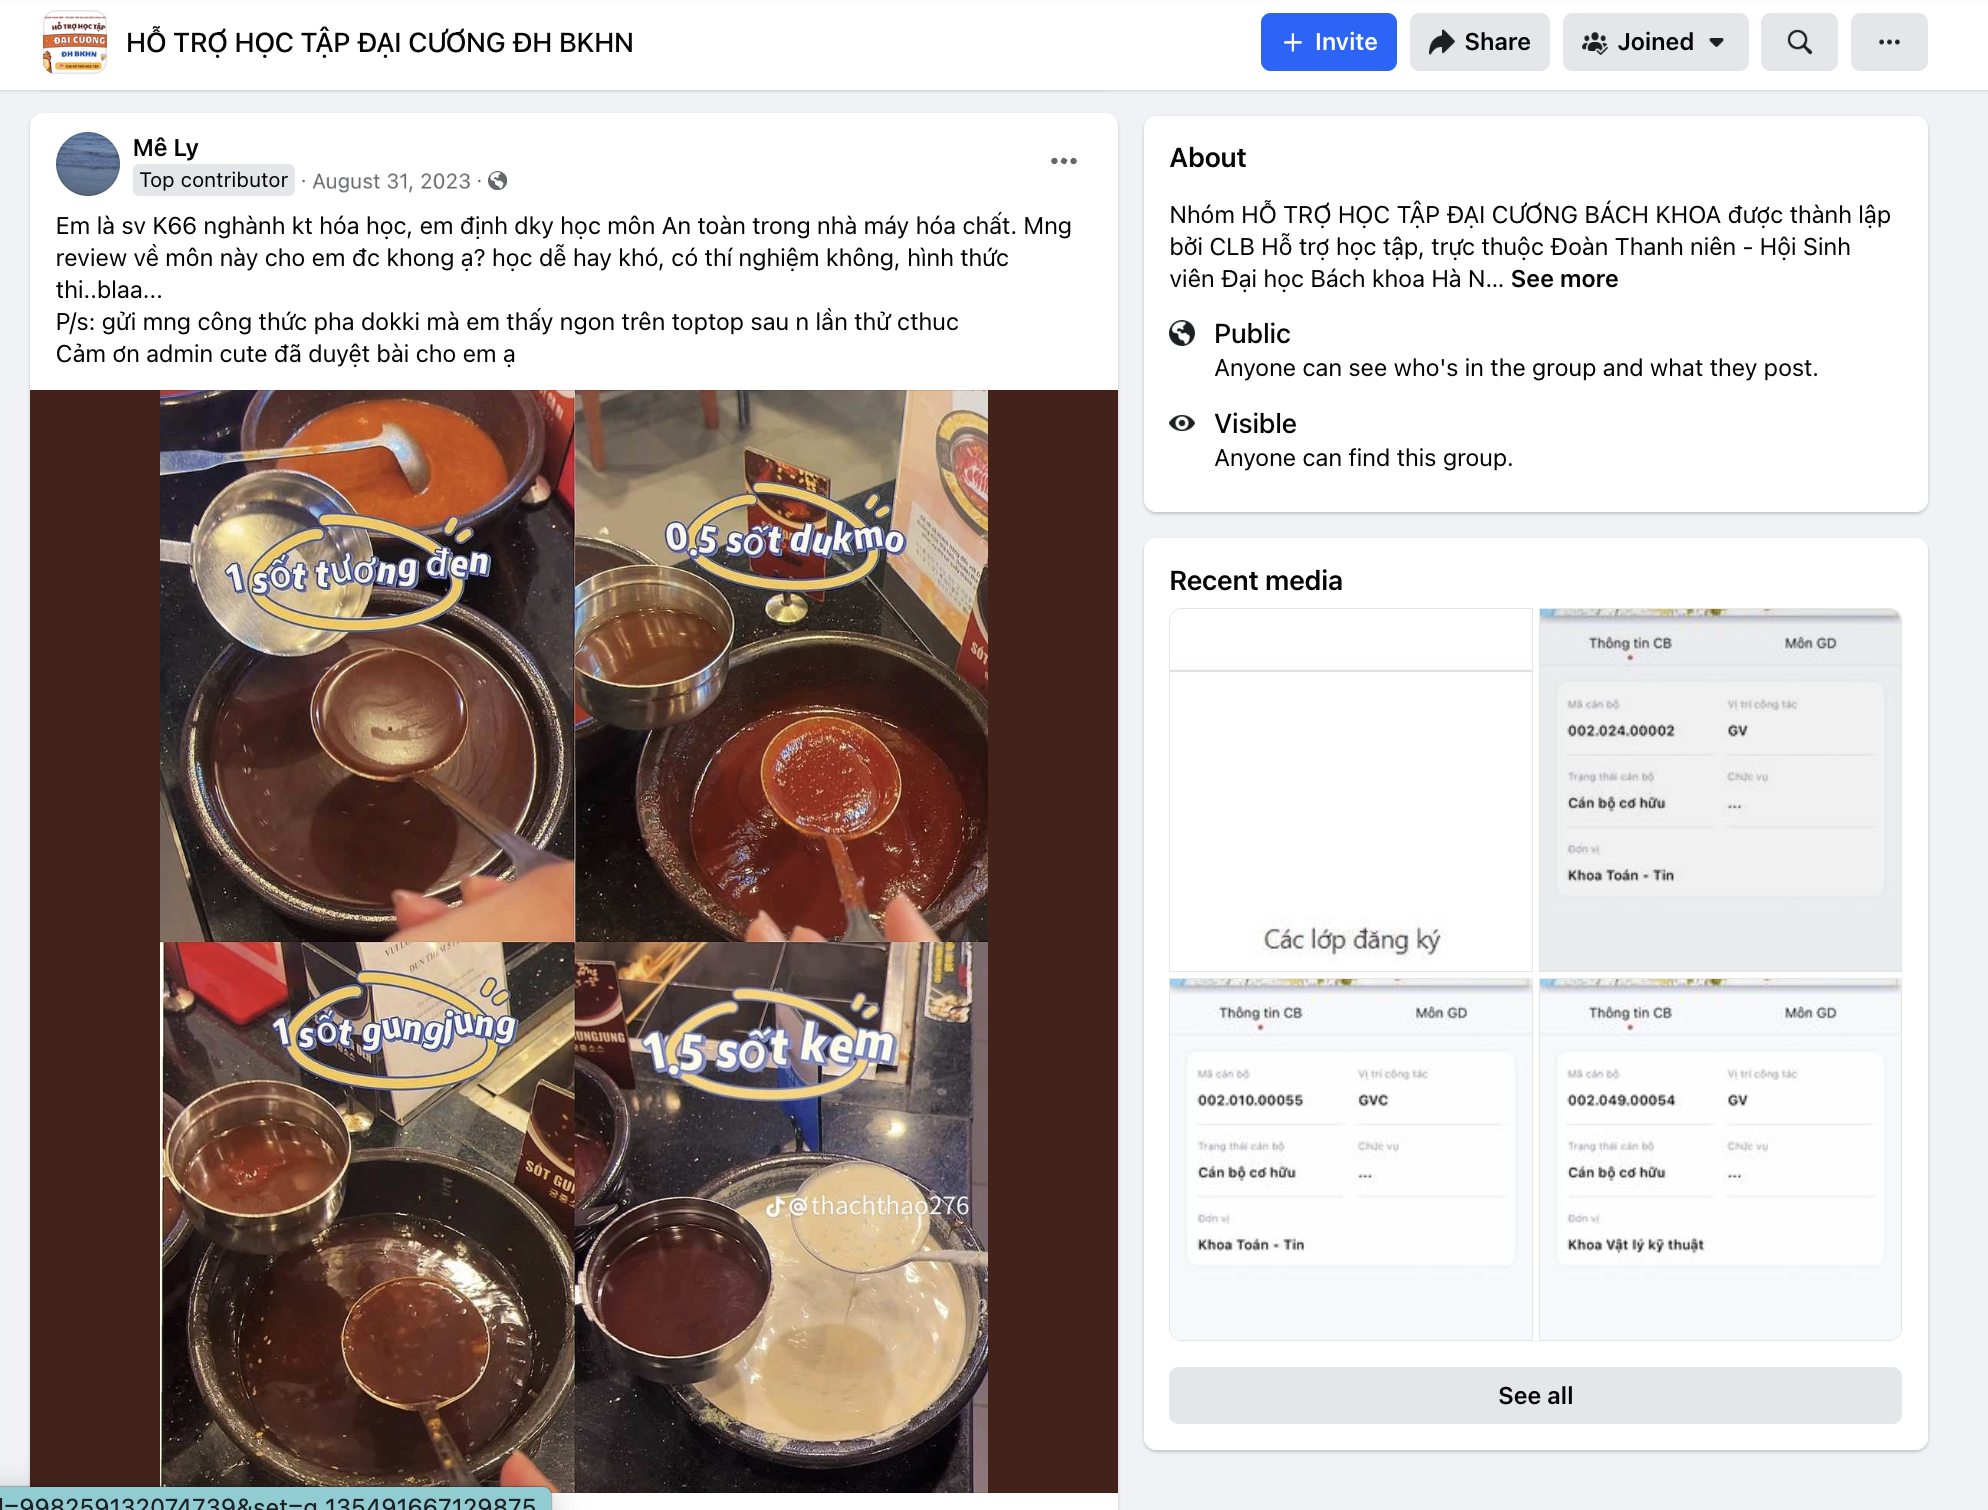 HỖ TRỢ HỌC TẬP
ĐẠI CƯƠNG
ĐH BKHN
HỖ TRỢ HỌC TẬP ĐẠI CƯƠNG ĐH BKHN
Invite
Share
Joined
Mê Ly
Top contributor · August 31, 2023 ·
Em là sv K66 nghành kt hóa học, em định dky học môn An toàn trong nhà máy hóa chất. Mng
review về môn này cho em đc khong ạ? học dễ hay khó, có thí nghiệm không, hình thức
thi..blaa...
P/s: gửi mng công thức pha dokki mà em thấy ngon trên toptop sau n lần thử cthuc
Cảm ơn admin cute đã duyệt bài cho em ạ
1 sốt tương đen
0.5 sốt dukmo
SỐT
1 sốt gungjung
SỐT GU
1.5 sốt kem
UNGJUNG
@thachthao276
l=998259132074739&set=g.135491667129875
About
Nhóm HỖ TRỢ HỌC TẬP ĐẠI CƯƠNG BÁCH KHOA được thành lập
bởi CLB Hỗ trợ học tập, trực thuộc Đoàn Thanh niên - Hội Sinh
viên Đại học Bách khoa Hà N... See more
Public
Anyone can see who's in the group and what they post.
Visible
Anyone can find this group.
Recent media
Các lớp đăng ký
Thông tin CB Môn GD
Mã cán bộ Vị trí công tác
002.024.00002 GV
Trạng thái cán bộ Chức vụ
Cán bộ cơ hữu ...
Đơn vị
Khoa Toán - Tin
Thông tin CB Môn GD
Mã cán bộ Vị trí công tác
002.010.00055 GVC
Trạng thái cán bộ Chức vụ
Cán bộ cơ hữu ...
Đơn vị
Khoa Toán - Tin
Thông tin CB Môn GD
Mã cán bộ Vị trí công tác
002.049.00054 GV
Trạng thái cán bộ Chức vụ
Cán bộ cơ hữu ...
Đơn vị
Khoa Vật lý kỹ thuật
See all